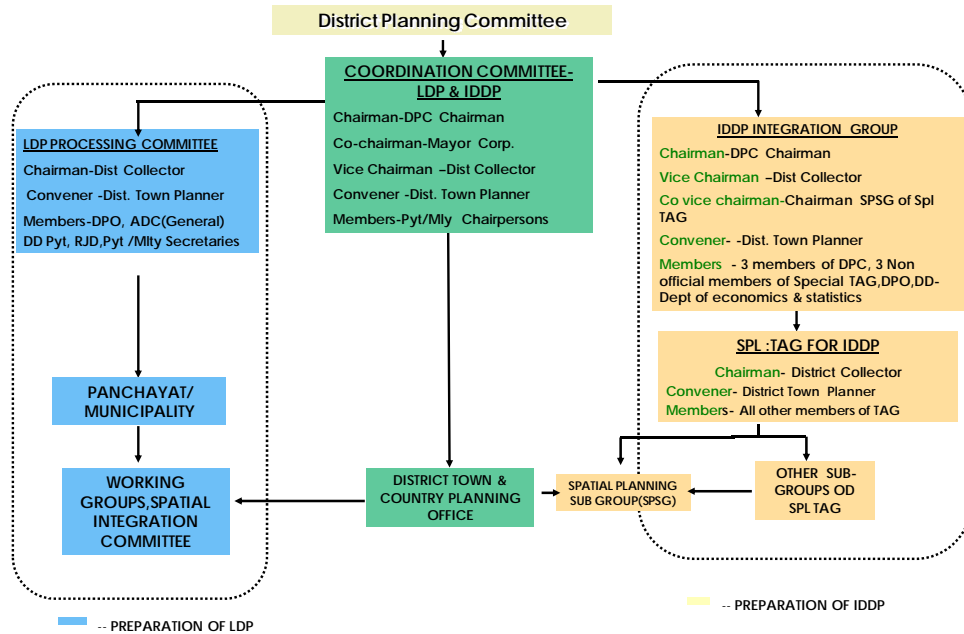 District Planning Committee
COORDINATION COMMITTEE-
LDP & IDDP
Chairman-DPC Chairman
Co-chairman-Mayor Corp.
Vice Chairman –Dist Collector
Convener –Dist. Town Planner
Members-Pyt/Mly Chairpersons
LDP PROCESSING COMMITTEE
Chairman-Dist Collector
Convener -Dist. Town Planner
Members-DPO, ADC(General)
DD Pyt, RJD,Pyt /Mlty Secretaries
PANCHAYAT/
MUNICIPALITY
WORKING
GROUPS,SPATIAL
INTEGRATION
COMMITTEE
DISTRICT TOWN &
COUNTRY PLANNING
OFFICE
IDDP INTEGRATION GROUP
Chairman-DPC Chairman
Vice Chairman –Dist Collector
Co vice chairman-Chairman SPSG of Spl
TAG
Convener- -Dist. Town Planner
Members - 3 members of DPC, 3 Non
official members of Special TAG,DPO,DD-
Dept of economics & statistics
SPL :TAG FOR IDDP
Chairman- District Collector
Convener- District Town Planner
Members- All other members of TAG
SPATIAL PLANNING
SUB GROUP(SPSG)
OTHER SUB-
GROUPS OD
SPL TAG
-- PREPARATION OF LDP
-- PREPARATION OF IDDP